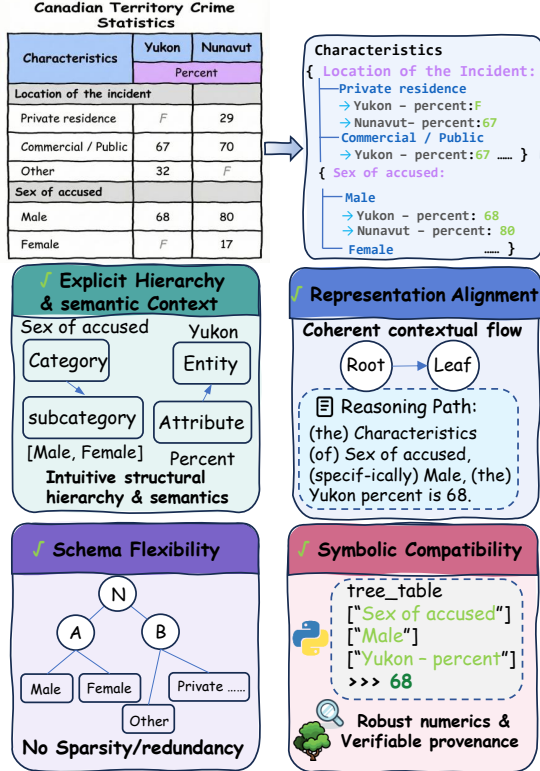 Canadian Territory Crime
Statistics
Characteristics
Yukon
Nunavut
Percent
Location of the incident
Private residence F 29
Commercial / Public 67 70
Other 32 F
Sex of accused
Male 68 80
Female F 17
Characteristics
{ Location of the Incident:
Private residence
→ Yukon – percent:F
→ Nunavut– percent:67
Commercial / Public
→ Yukon – percent:67 …… }
{ Sex of accused:
Male
→ Yukon – percent: 68
→ Nunavut – percent: 80
Female …… }
√ Explicit Hierarchy
& semantic Context
Sex of accused
Category
subcategory
[Male, Female]
Yukon
Entity
Attribute
Percent
Intuitive structural
hierarchy & semantics
√ Representation Alignment
Coherent contextual flow
Root
Leaf
Reasoning Path:
(the) Characteristics
(of) Sex of accused,
(specif-ically) Male, (the)
Yukon percent is 68.
√ Schema Flexibility
N
A
B
Male
Female
Private ……
Other
No Sparsity/redundancy
√ Symbolic Compatibility
tree_table
["Sex of accused"]
["Male"]
["Yukon – percent"]
>>> 68
Robust numerics &
Verifiable provenance